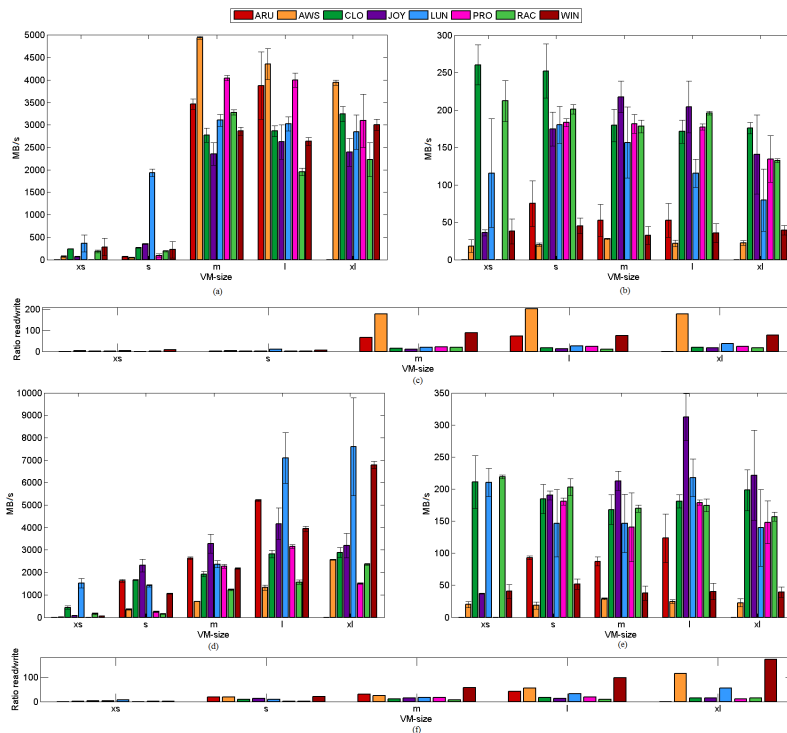 ARU AWS CLO JOY LUN PRO RAC WIN
5000
4500
4000
3500
3000
2500
2000
1500
1000
500
0
MB/s
xs s m l xl
VM-size
(a)
300
250
200
150
100
50
0
MB/s
xs s m l xl
VM-size
(b)
Ratio read/write
200
100
0
xs s m l xl
VM-size
(c)
10000
9000
8000
7000
6000
5000
4000
3000
2000
1000
0
MB/s
xs s m l xl
VM-size
(d)
350
300
250
200
150
100
50
0
MB/s
xs s m l xl
VM-size
(e)
Ratio read/write
100
0
xs s m l xl
VM-size
(f)